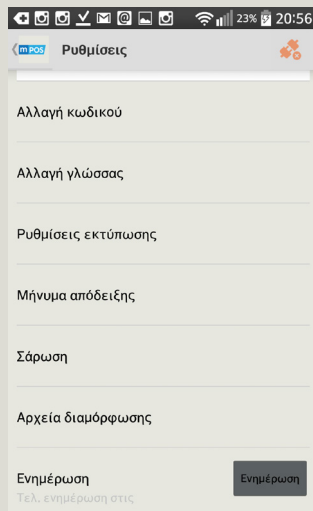 23% 20:56
m POS Ρυθμίσεις
Αλλαγή κωδικού
Αλλαγή γλώσσας
Ρυθμίσεις εκτύπωσης
Μήνυμα απόδειξης
Σάρωση
Αρχεία διαμόρφωσης
Ενημέρωση
Ενημέρωση
Τελ. ενημέρωση στις